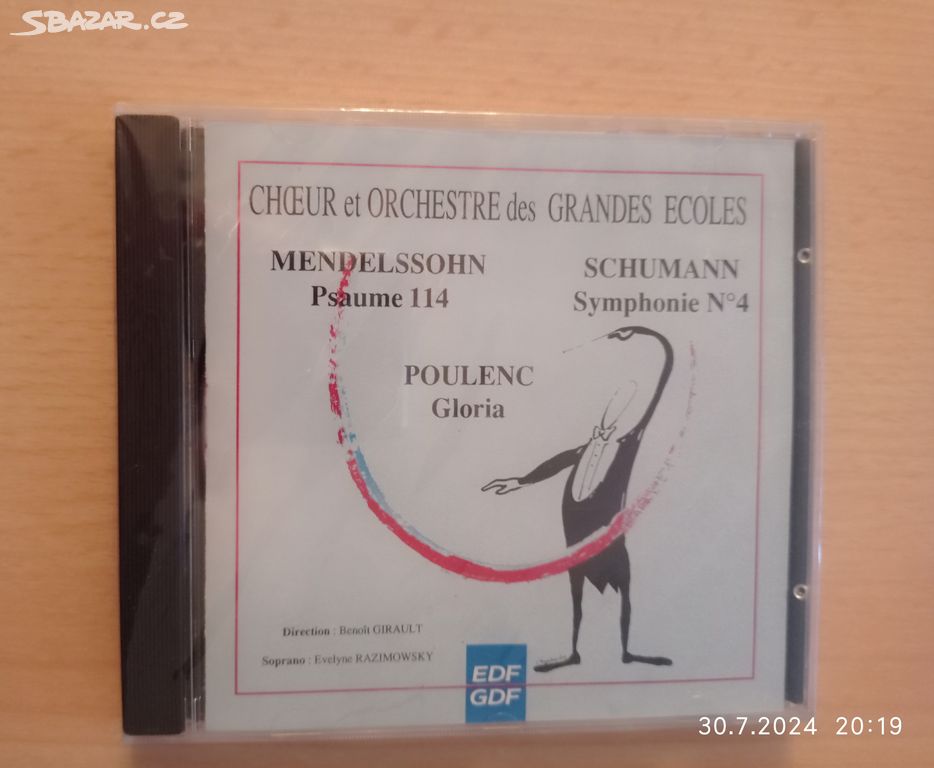 SBAZAR.CZ
CHŒUR et ORCHESTRE des GRANDES ECOLES
MENDELSSOHN
Psaume 114
SCHUMANN
Symphonie N°4
POULENC
Gloria
Direction : Benoît GIRAULT
Soprano : Evelyne RAZIMOWSKY
EDF
GDF
30.7.2024 20:19